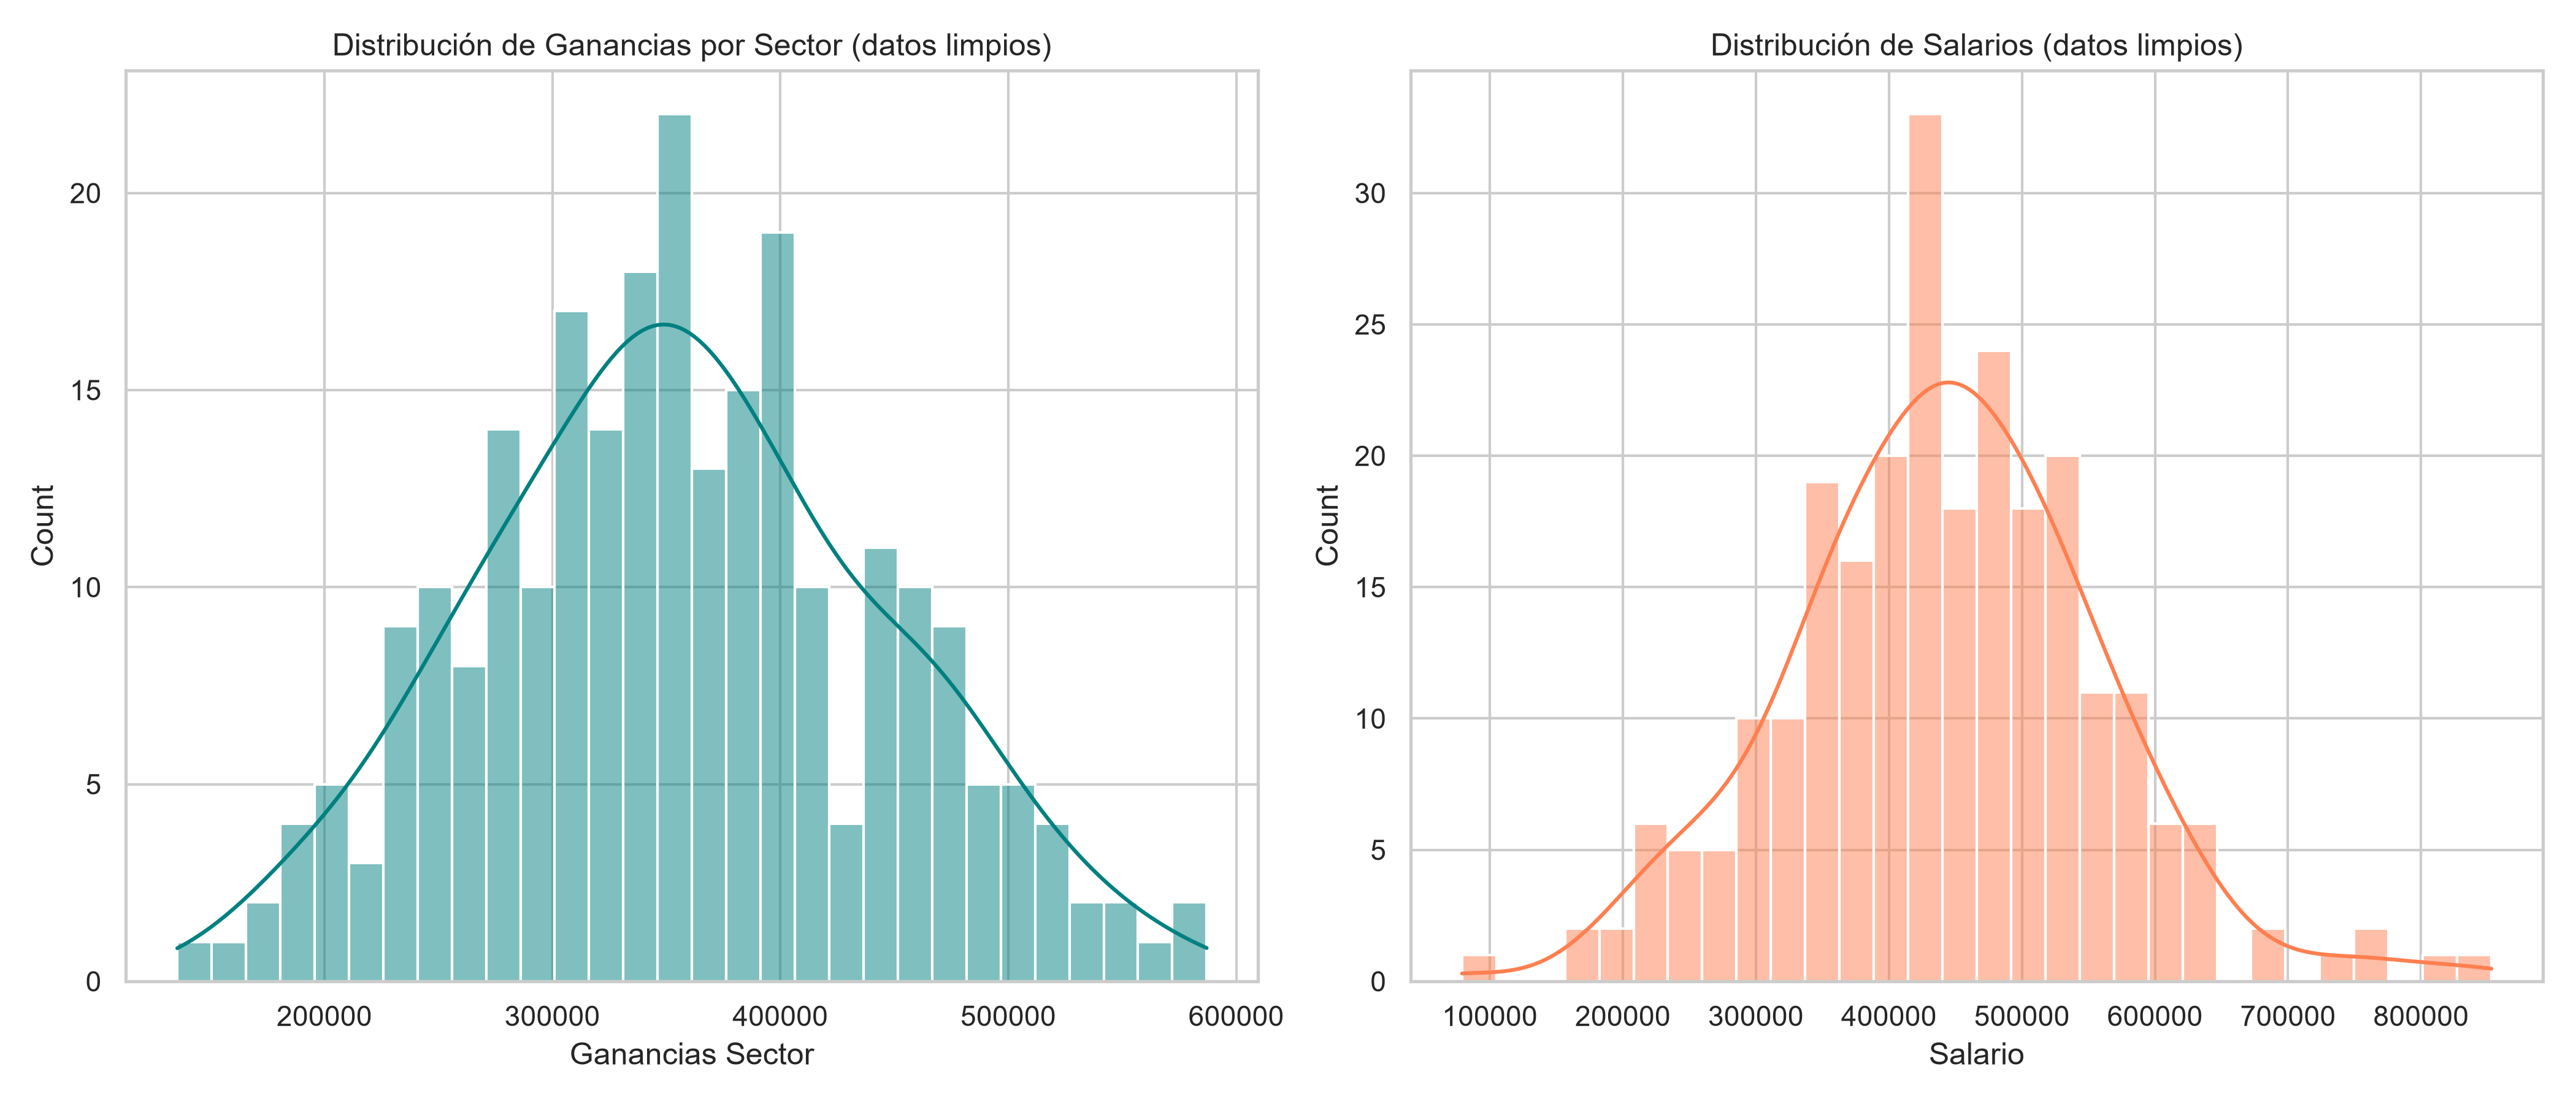 Distribución de Ganancias por Sector (datos limpios)
Count
20
15
10
5
0
200000 300000 400000 500000 600000
Ganancias Sector
Distribución de Salarios (datos limpios)
Count
30
25
20
15
10
5
0
100000 200000 300000 400000 500000 600000 700000 800000
Salario